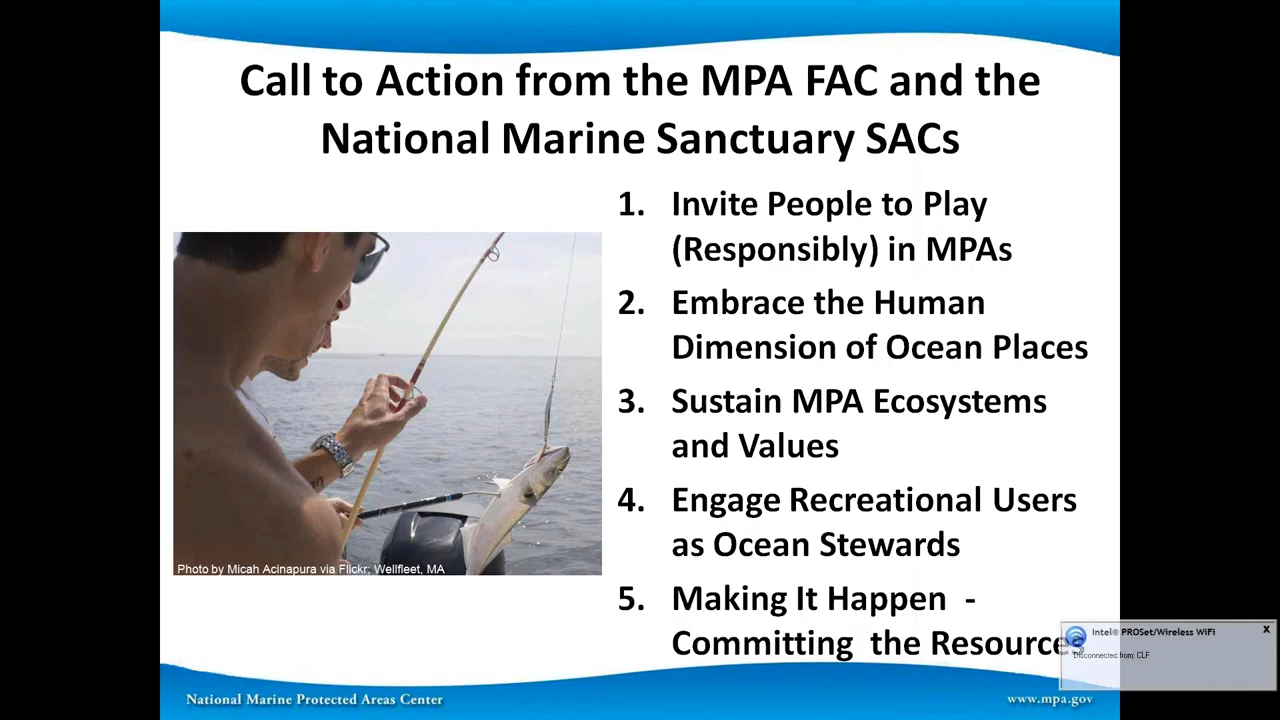 Call to Action from the MPA FAC and the
National Marine Sanctuary SACs
1. Invite People to Play
(Responsibly) in MPAs
2. Embrace the Human
Dimension of Ocean Places
3. Sustain MPA Ecosystems
and Values
4. Engage Recreational Users
as Ocean Stewards
5. Making It Happen -
Committing the Resources
Photo by Micah Acinapura via Flickr; Wellfleet, MA
Intel® PROSet/Wireless WiFi X
Disconnected from: CLF
National Marine Protected Areas Center
www.mpa.gov